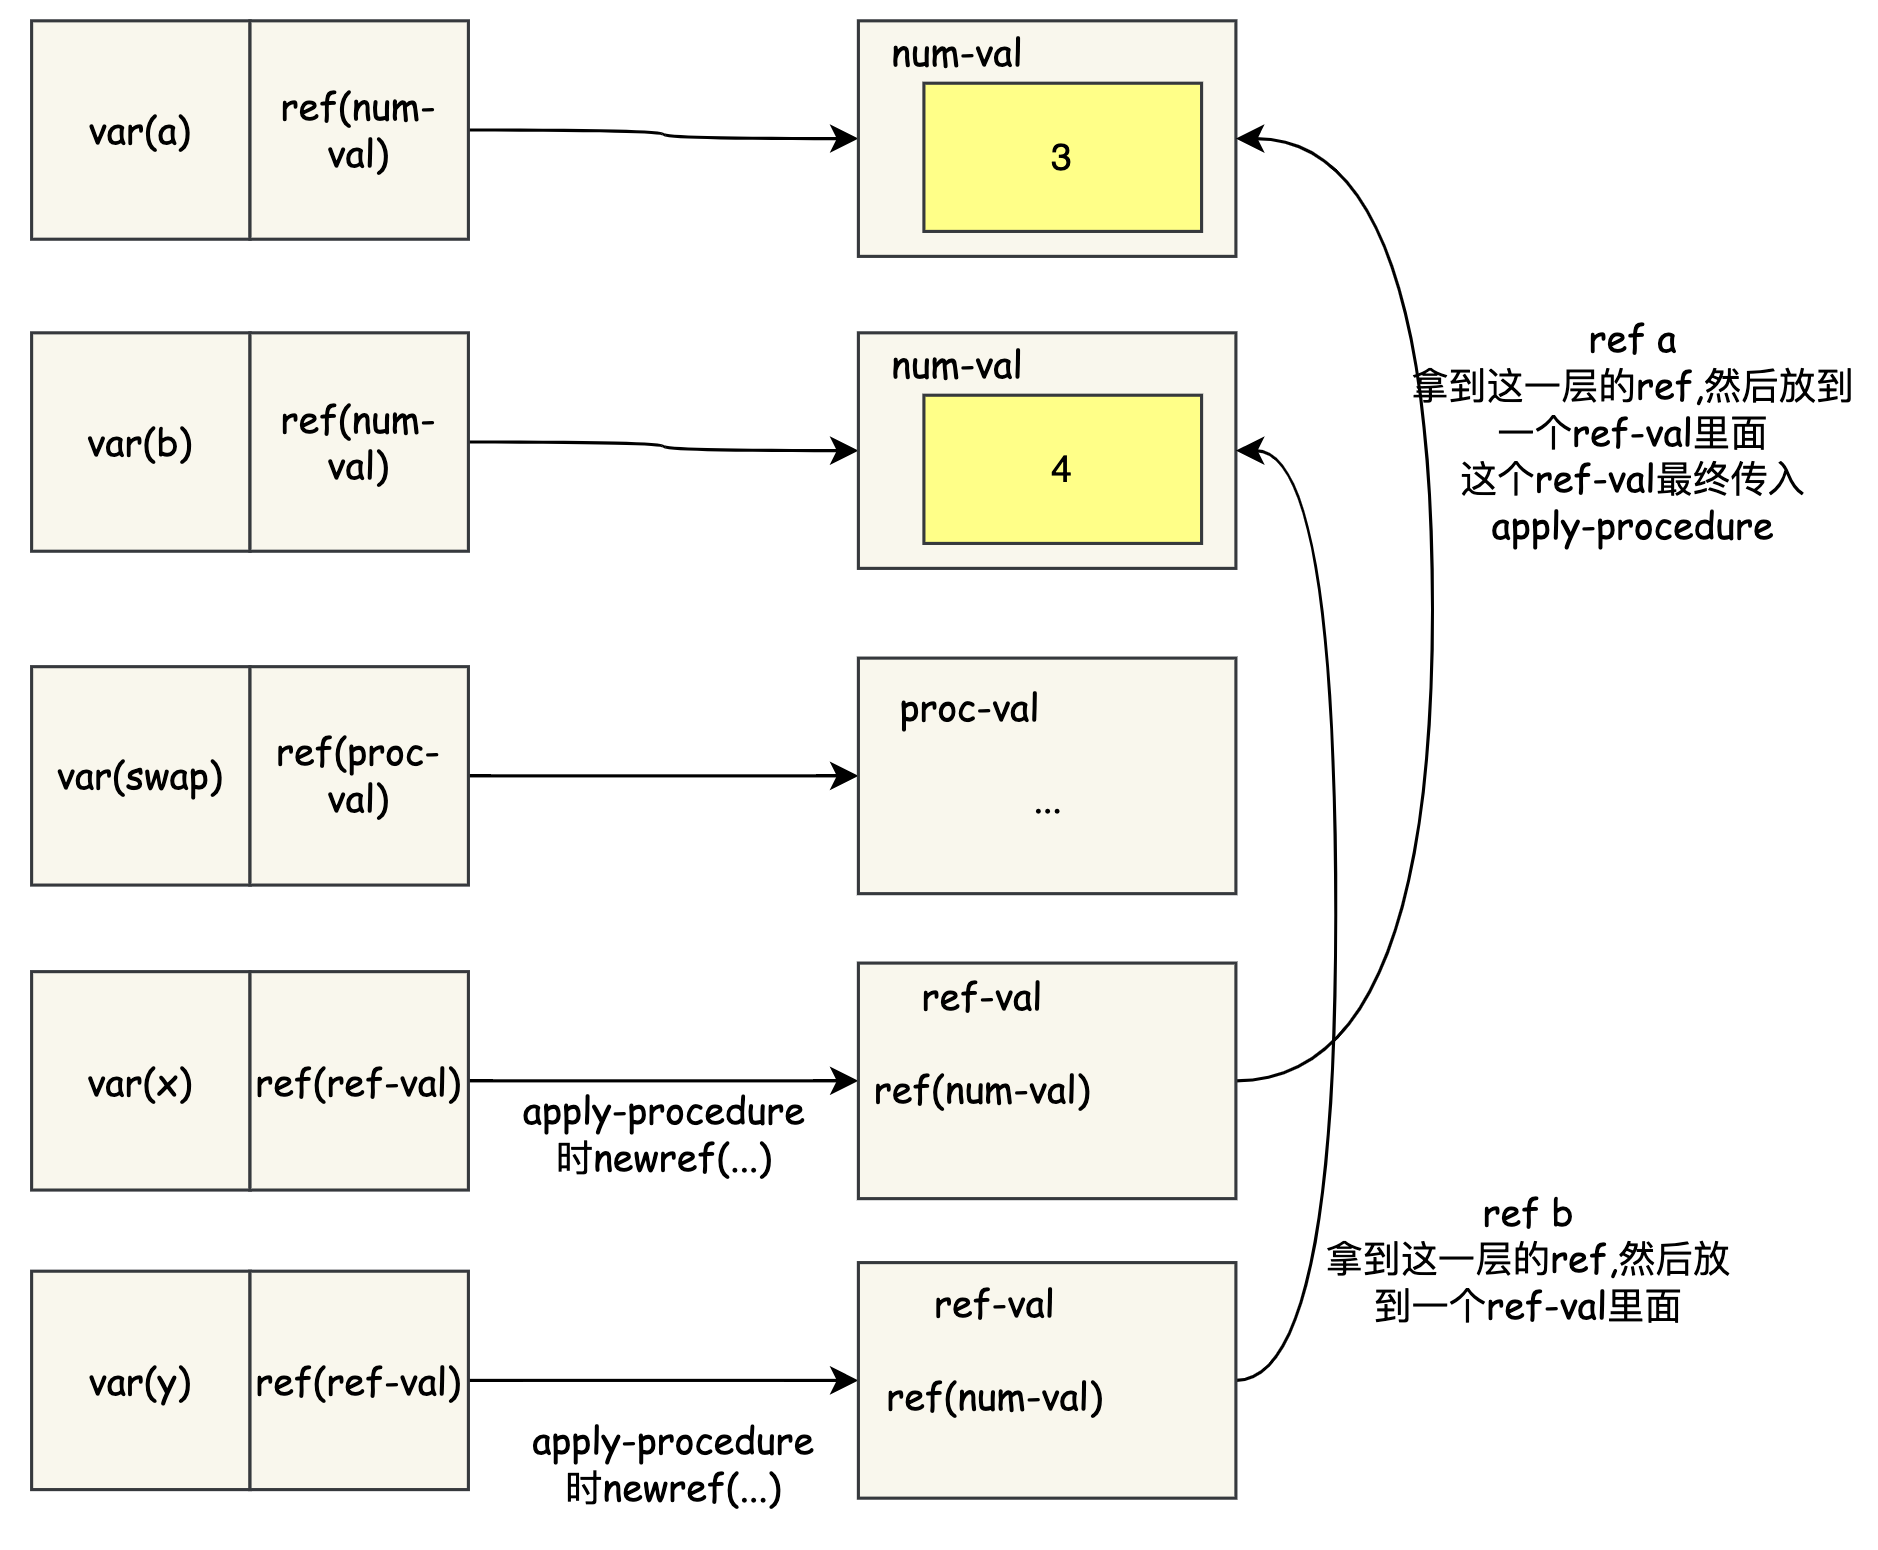 var(a)
ref(num-
val)
num-val
3
var(b)
ref(num-
val)
num-val
4
ref a
拿到这一层的ref,然后放到
一个ref-val里面
这个ref-val最终传入
apply-procedure
var(swap)
ref(proc-
val)
proc-val
...
var(x)
ref(ref-val)
apply-procedure
时newref(...)
ref-val
ref(num-val)
var(y)
ref(ref-val)
apply-procedure
时newref(...)
ref-val
ref(num-val)
ref b
拿到这一层的ref,然后放
到一个ref-val里面